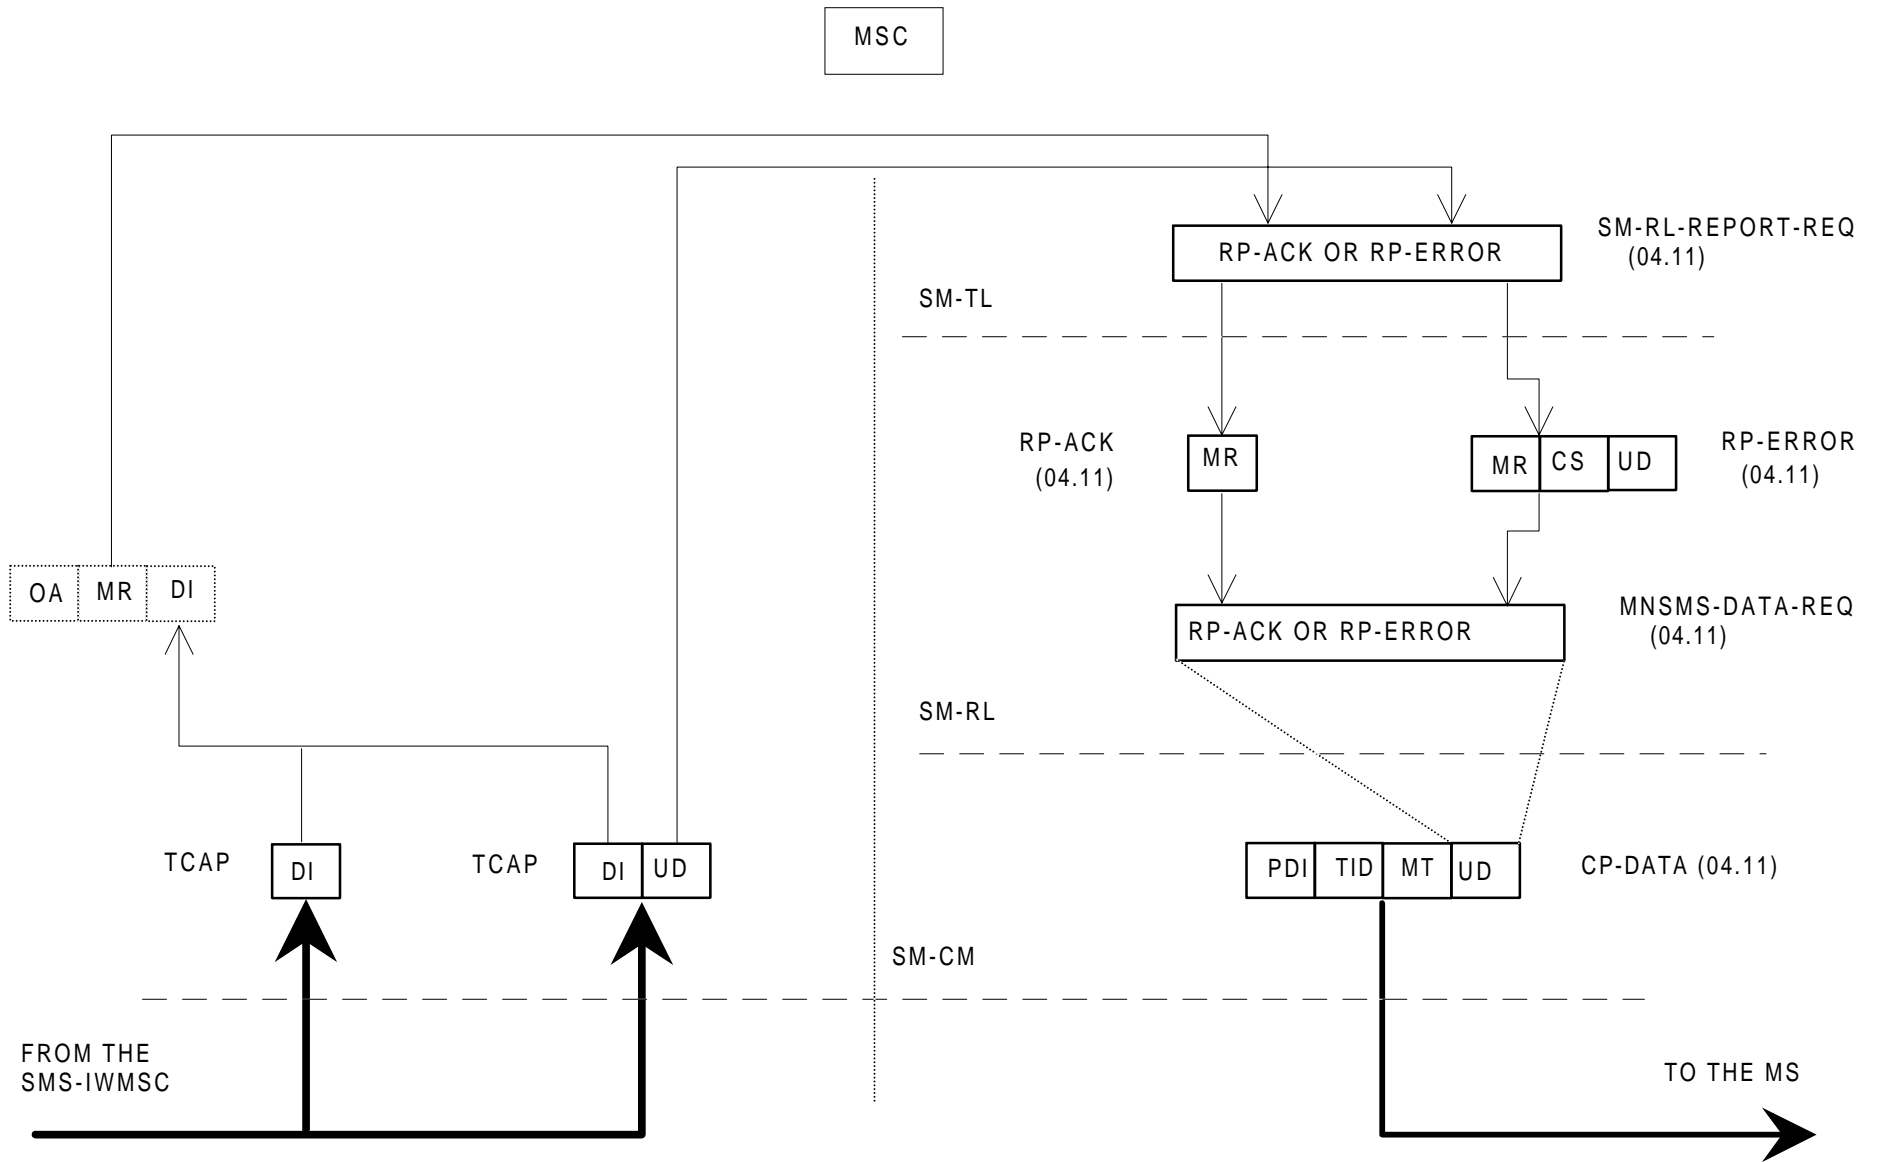 MSC
SM-RL-REPORT-REQ
(04.11)
RP-ACK OR RP-ERROR
SM-TL
RP-ACK
(04.11)
MR
MR CS UD
RP-ERROR
(04.11)
OA MR DI
RP-ACK OR RP-ERROR
MNSMS-DATA-REQ
(04.11)
SM-RL
TCAP DI
TCAP DI UD
PDI TID MT UD
CP-DATA (04.11)
SM-CM
FROM THE
SMS-IWMSC
TO THE MS